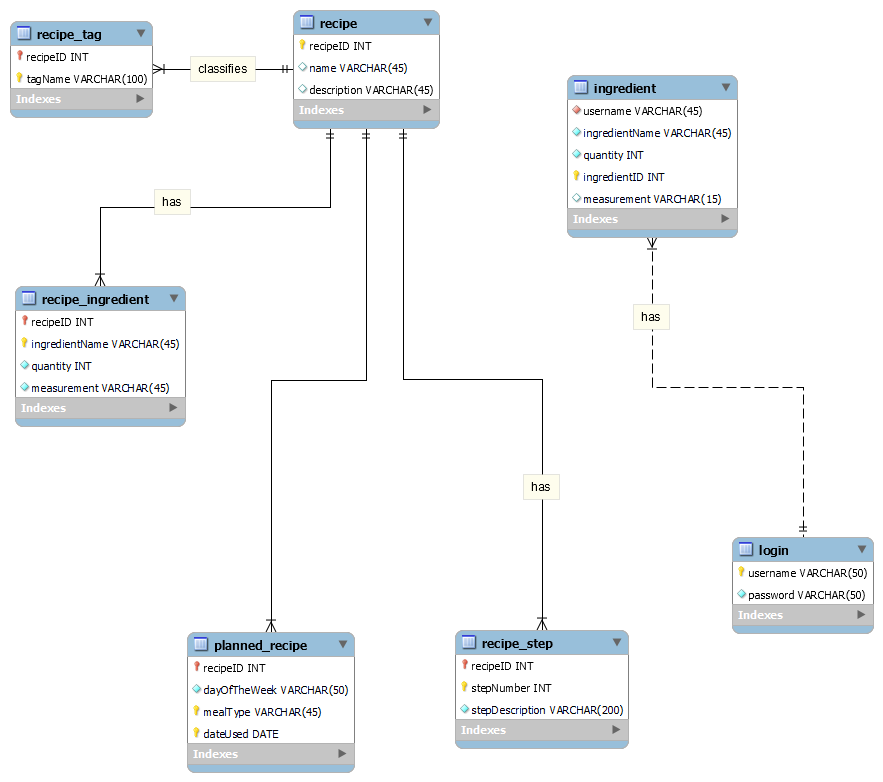 recipe_tag
recipeID INT
tagName VARCHAR(100)
Indexes
classifies
recipe
recipeID INT
name VARCHAR(45)
description VARCHAR(45)
Indexes
ingredient
username VARCHAR(45)
ingredientName VARCHAR(45)
quantity INT
ingredientID INT
measurement VARCHAR(15)
Indexes
has
recipe_ingredient
recipeID INT
ingredientName VARCHAR(45)
quantity INT
measurement VARCHAR(45)
Indexes
has
has
login
username VARCHAR(50)
password VARCHAR(50)
Indexes
planned_recipe
recipeID INT
dayOfTheWeek VARCHAR(50)
mealType VARCHAR(45)
dateUsed DATE
Indexes
recipe_step
recipeID INT
stepNumber INT
stepDescription VARCHAR(200)
Indexes